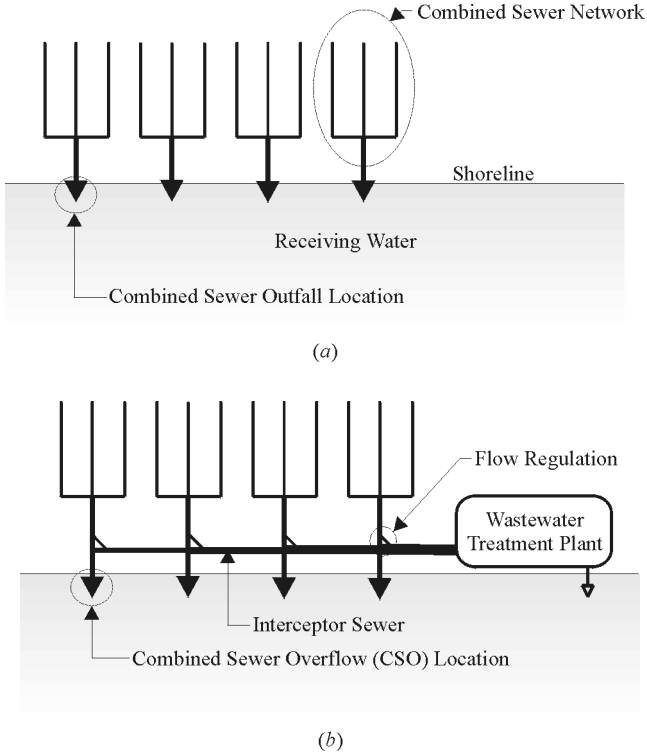 Combined Sewer Network
Shoreline
Receiving Water
Combined Sewer Outfall Location
(a)
Flow Regulation
Wastewater
Treatment Plant
Interceptor Sewer
Combined Sewer Overflow (CSO) Location
(b)